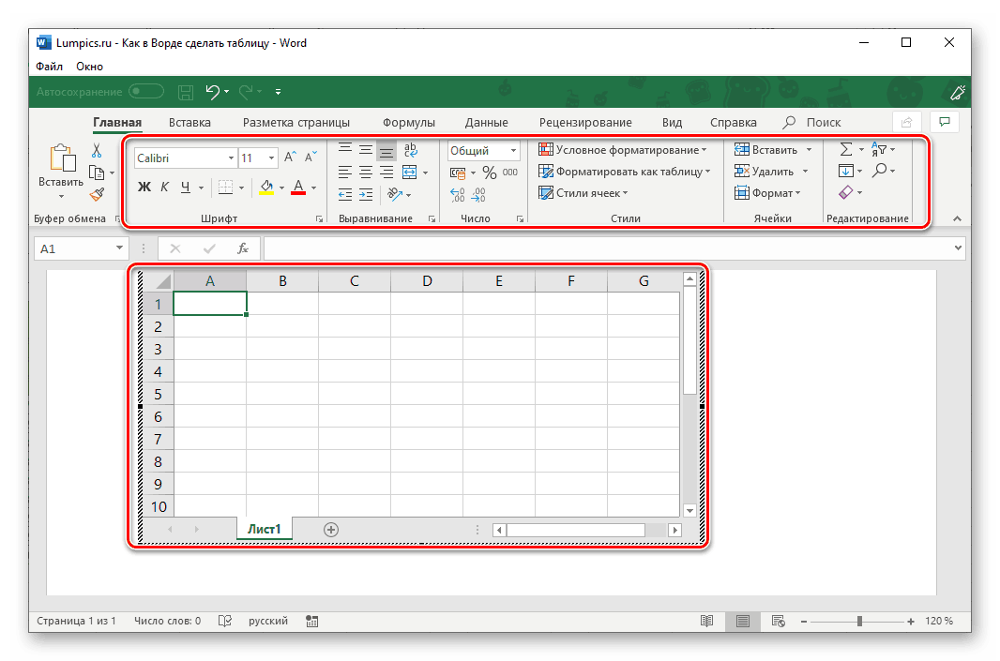 Lumpics.ru - Как в Ворде сделать таблицу - Word
Файл Окно
Автосохранение
Главная Вставка Разметка страницы Формулы Данные Рецензирование Вид Справка Поиск
Вставить
Буфер обмена
Calibri 11 А А
Ж К Ч А
Шрифт
ab
Выравнивание
Общий
% 000
Число
Условное форматирование
Форматировать как таблицу
Стили ячеек
Стили
Вставить
Удалить
Формат
Ячейки
Редактирование
A1 fx
A B C D E F G
1
2
3
4
5
6
7
8
9
10
Лист1
Страница 1 из 1 Число слов: 0 русский 120 %